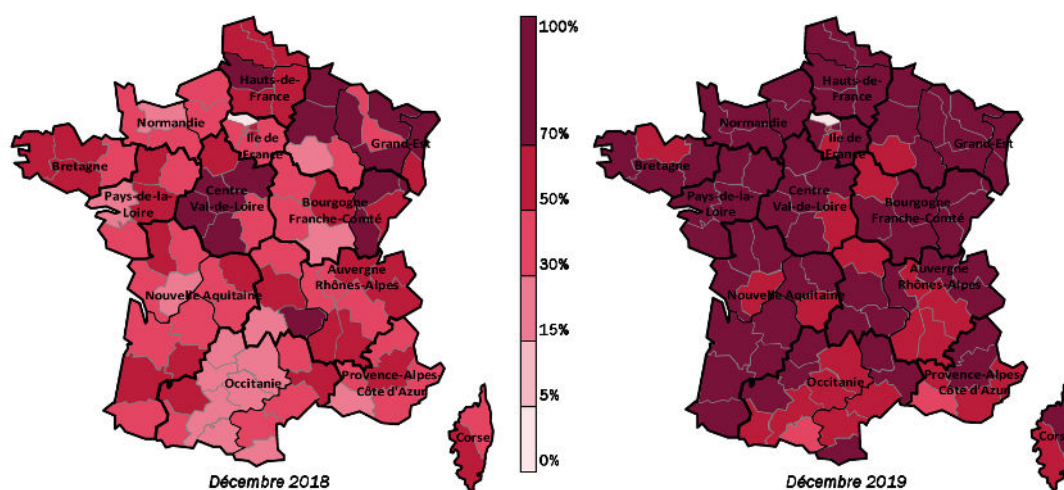 Hauts-de-
France
Normandie
Ile de
France
Grand-Est
Bretagne
Pays-de-la-
Loire
Centre
Val-de-Loire
Bourgogne
Franche-Comté
Nouvelle Aquitaine
Auvergne
Rhônes-Alpes
Occitanie
Provence-Alpes-
Côte d'Azur
Corse
Décembre 2018
100%
70%
50%
30%
15%
5%
0%
Hauts-de-
France
Normandie
Ile de
France
Grand-Est
Bretagne
Pays-de-la-
Loire
Centre
Val-de-Loire
Bourgogne
Franche-Comté
Nouvelle Aquitaine
Auvergne
Rhônes-Alpes
Occitanie
Provence-Alpes-
Côte d'Azur
Cors
Décembre 2019